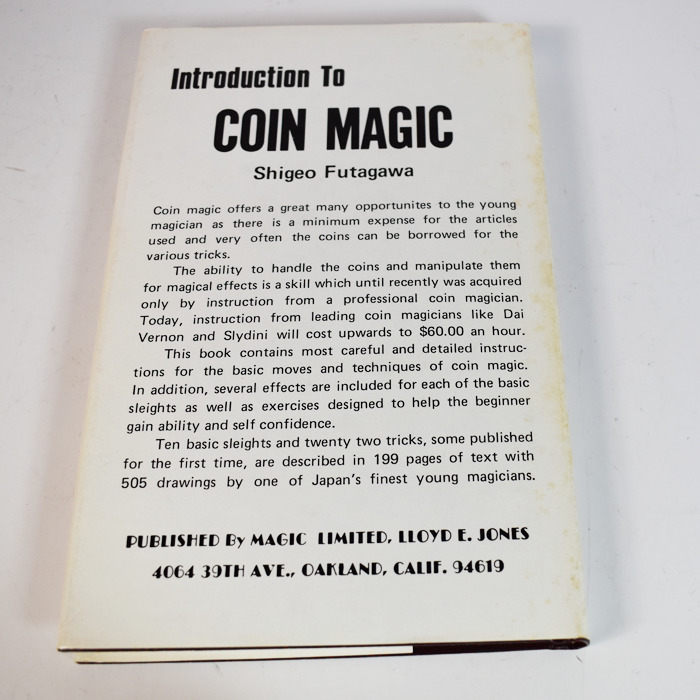 Introduction To
COIN MAGIC
Shigeo Futagawa
Coin magic offers a great many opportunites to the young
magician as there is a minimum expense for the articles
used and very often the coins can be borrowed for the
various tricks.
The ability to handle the coins and manipulate them
for magical effects is a skill which until recently was acquired
only by instruction from a professional coin magician.
Today, instruction from leading coin magicians like Dai
Vernon and Slydini will cost upwards to $60.00 an hour.
This book contains most careful and detailed instruc-
tions for the basic moves and techniques of coin magic.
In addition, several effects are included for each of the basic
sleights as well as exercises designed to help the beginner
gain ability and self confidence.
Ten basic sleights and twenty two tricks, some published
for the first time, are described in 199 pages of text with
505 drawings by one of Japan's finest young magicians.
PUBLISHED By MAGIC LIMITED, LLOYD E. JONES
4064 39TH AVE., OAKLAND, CALIF. 94619